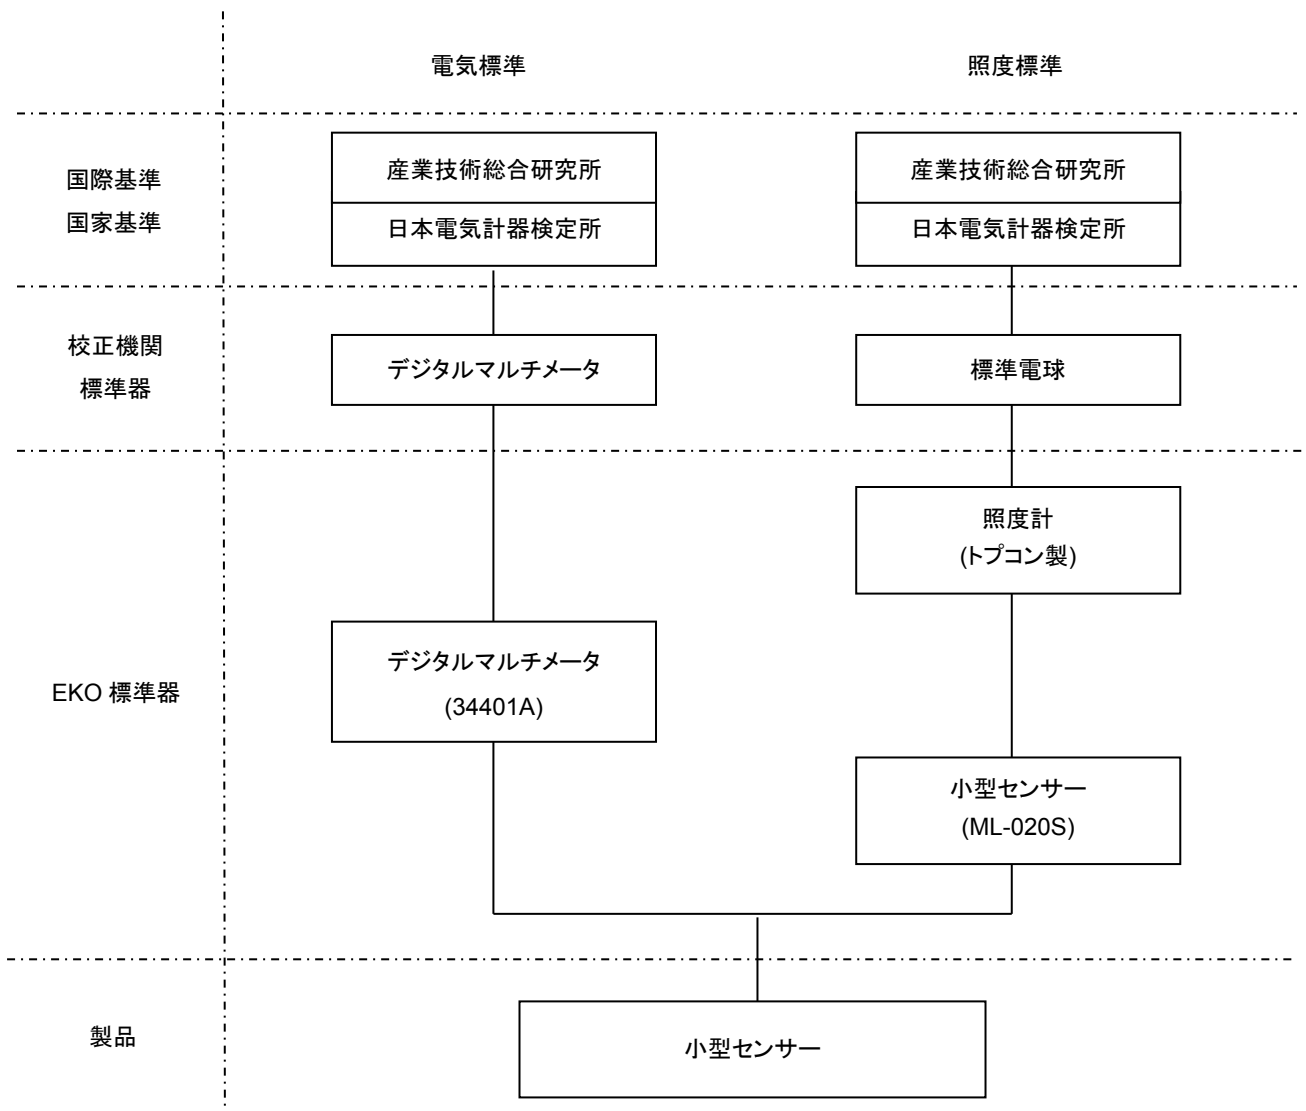 電気標準
照度標準
国際基準
国家基準
産業技術総合研究所
日本電気計器検定所
産業技術総合研究所
日本電気計器検定所
校正機関
標準器
デジタルマルチメータ
標準電球
EKO 標準器
デジタルマルチメータ
(34401A)
照度計
(トプコン製)
小型センサー
(ML-020S)
製品
小型センサー